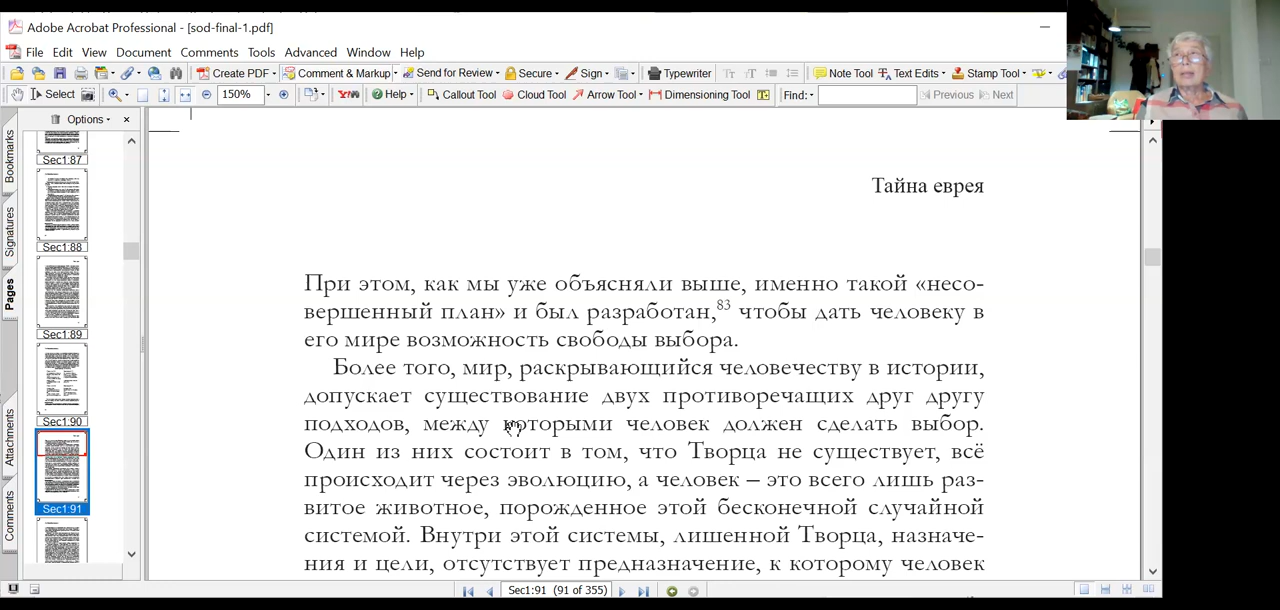 Adobe Acrobat Professional - [sod-final-1.pdf]
File Edit View Document Comments Tools Advanced Window Help
Create PDF Comment & Markup Send for Review Secure Sign Typewriter Note Tool Text Edits Stamp Tool
Select 150% Help Callout Tool Cloud Tool Arrow Tool Dimensioning Tool Find: Previous Next
Options
Bookmarks
Signatures
Pages
Attachments
Comments
Sec1:87
Sec1:88
Sec1:89
Sec1:90
Sec1:91
Тайна еврея
При этом, как мы уже объясняли выше, именно такой «несо-
вершенный план» и был разработан,83 чтобы дать человеку в
его мире возможность свободы выбора.
Более того, мир, раскрывающийся человечеству в истории,
допускает существование двух противоречащих друг другу
подходов, между которыми человек должен сделать выбор.
Один из них состоит в том, что Творца не существует, всё
происходит через эволюцию, а человек – это всего лишь раз-
витое животное, порожденное этой бесконечной случайной
системой. Внутри этой системы, лишенной Творца, назначе-
ния и цели, отсутствует предназначение, к которому человек
Sec1:91 (91 of 355)